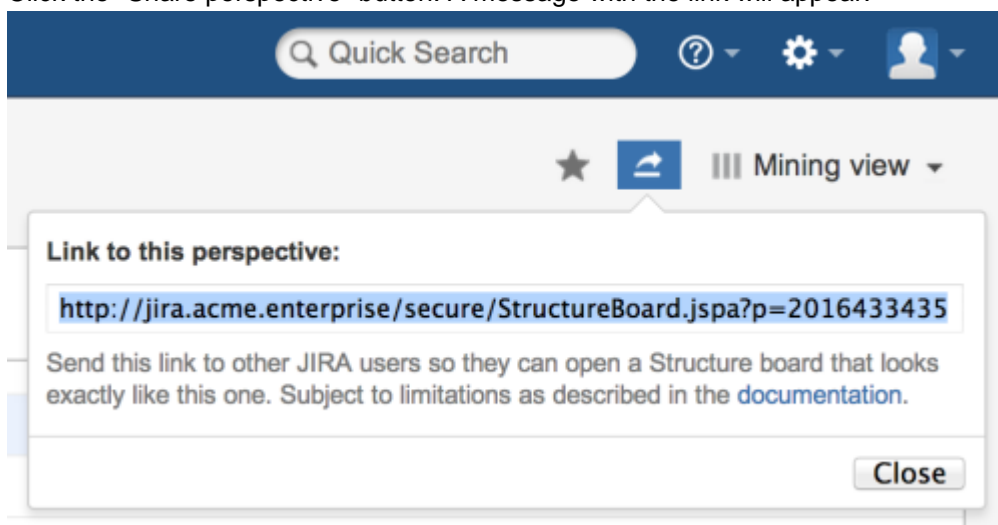 Click the "Share perspective" button. A message with the link will appear.
Quick Search
Mining view
Link to this perspective:
http://jira.acme.enterprise/secure/StructureBoard.jspa?p=2016433435
Send this link to other JIRA users so they can open a Structure board that looks
exactly like this one. Subject to limitations as described in the documentation.
Close